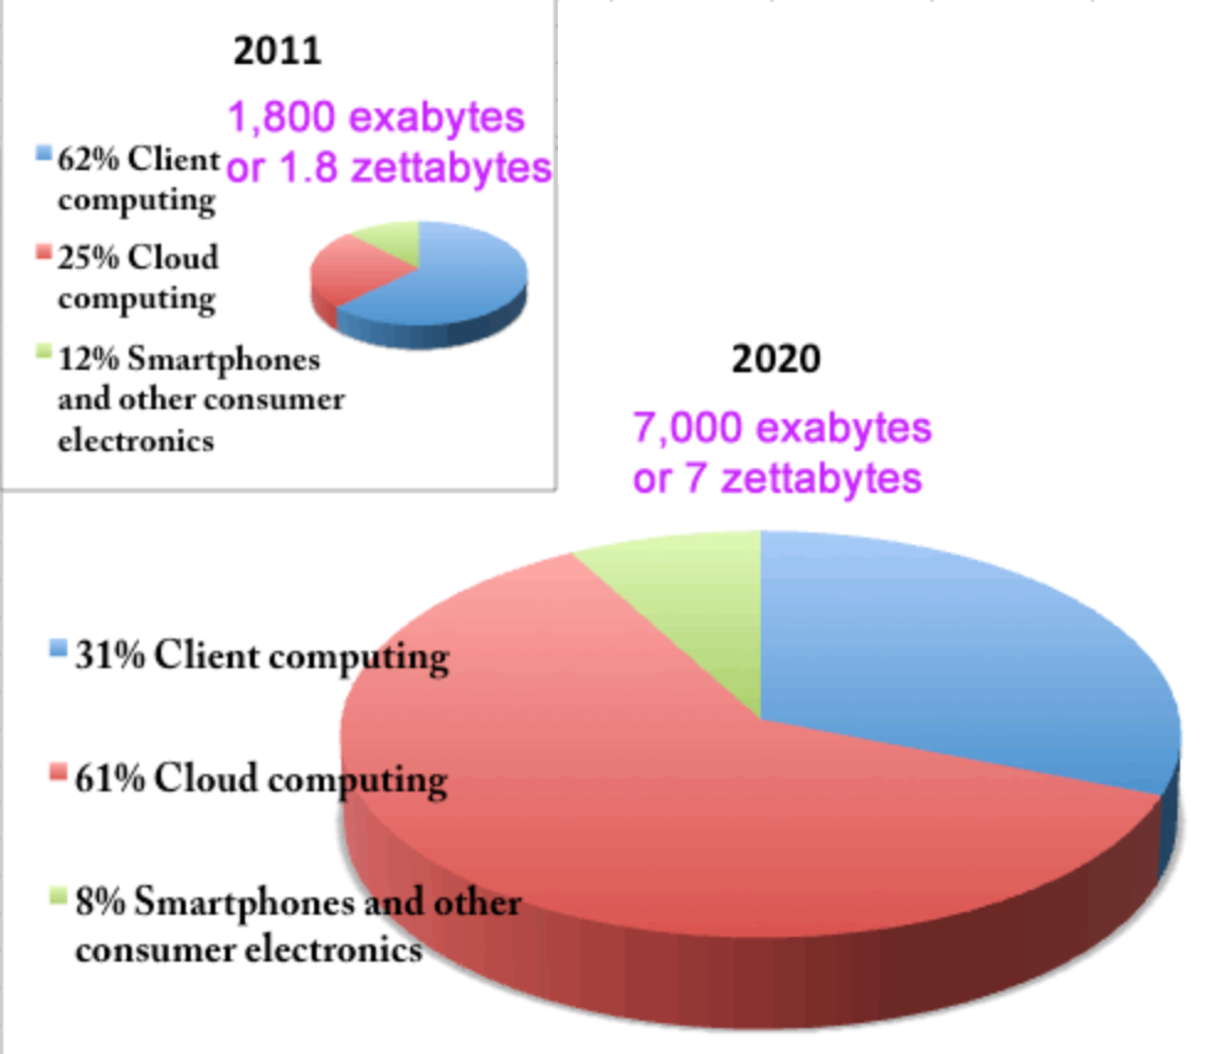 2011
1,800 exabytes
or 1.8 zettabytes
62% Client
computing
25% Cloud
computing
12% Smartphones
and other consumer
electronics
2020
7,000 exabytes
or 7 zettabytes
31% Client computing
61% Cloud computing
8% Smartphones and other
consumer electronics